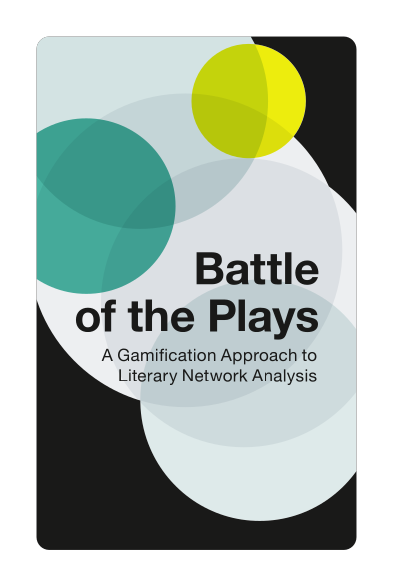 Battle
of the Plays
A Gamification Approach to
Literary Network Analysis